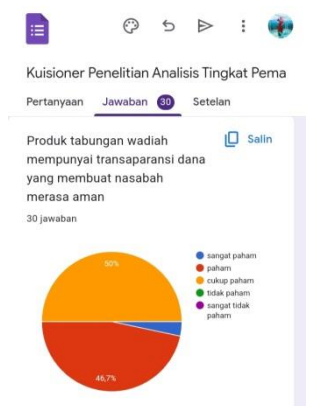 Kuisioner Penelitian Analisis Tingkat Pema
Pertanyaan Jawaban 30 Setelan
Produk tabungan wadiah
mempunyai transaparansi dana
yang membuat nasabah
merasa aman
Salin
30 jawaban
50%
46,7%
sangat paham
paham
cukup paham
tidak paham
sangat tidak
paham